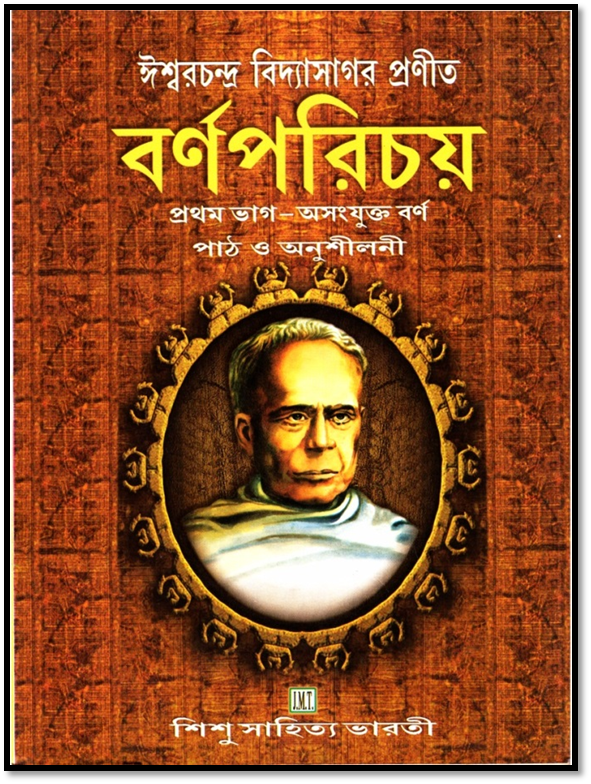 ঈশ্বরচন্দ্র বিদ্যাসাগর প্রণীত
বর্ণপরিচয়
প্রথম ভাগ – অসংযুক্ত বর্ণ
পাঠ ও অনুশীলনী
J.M.T.
শিশু সাহিত্য ভারতী